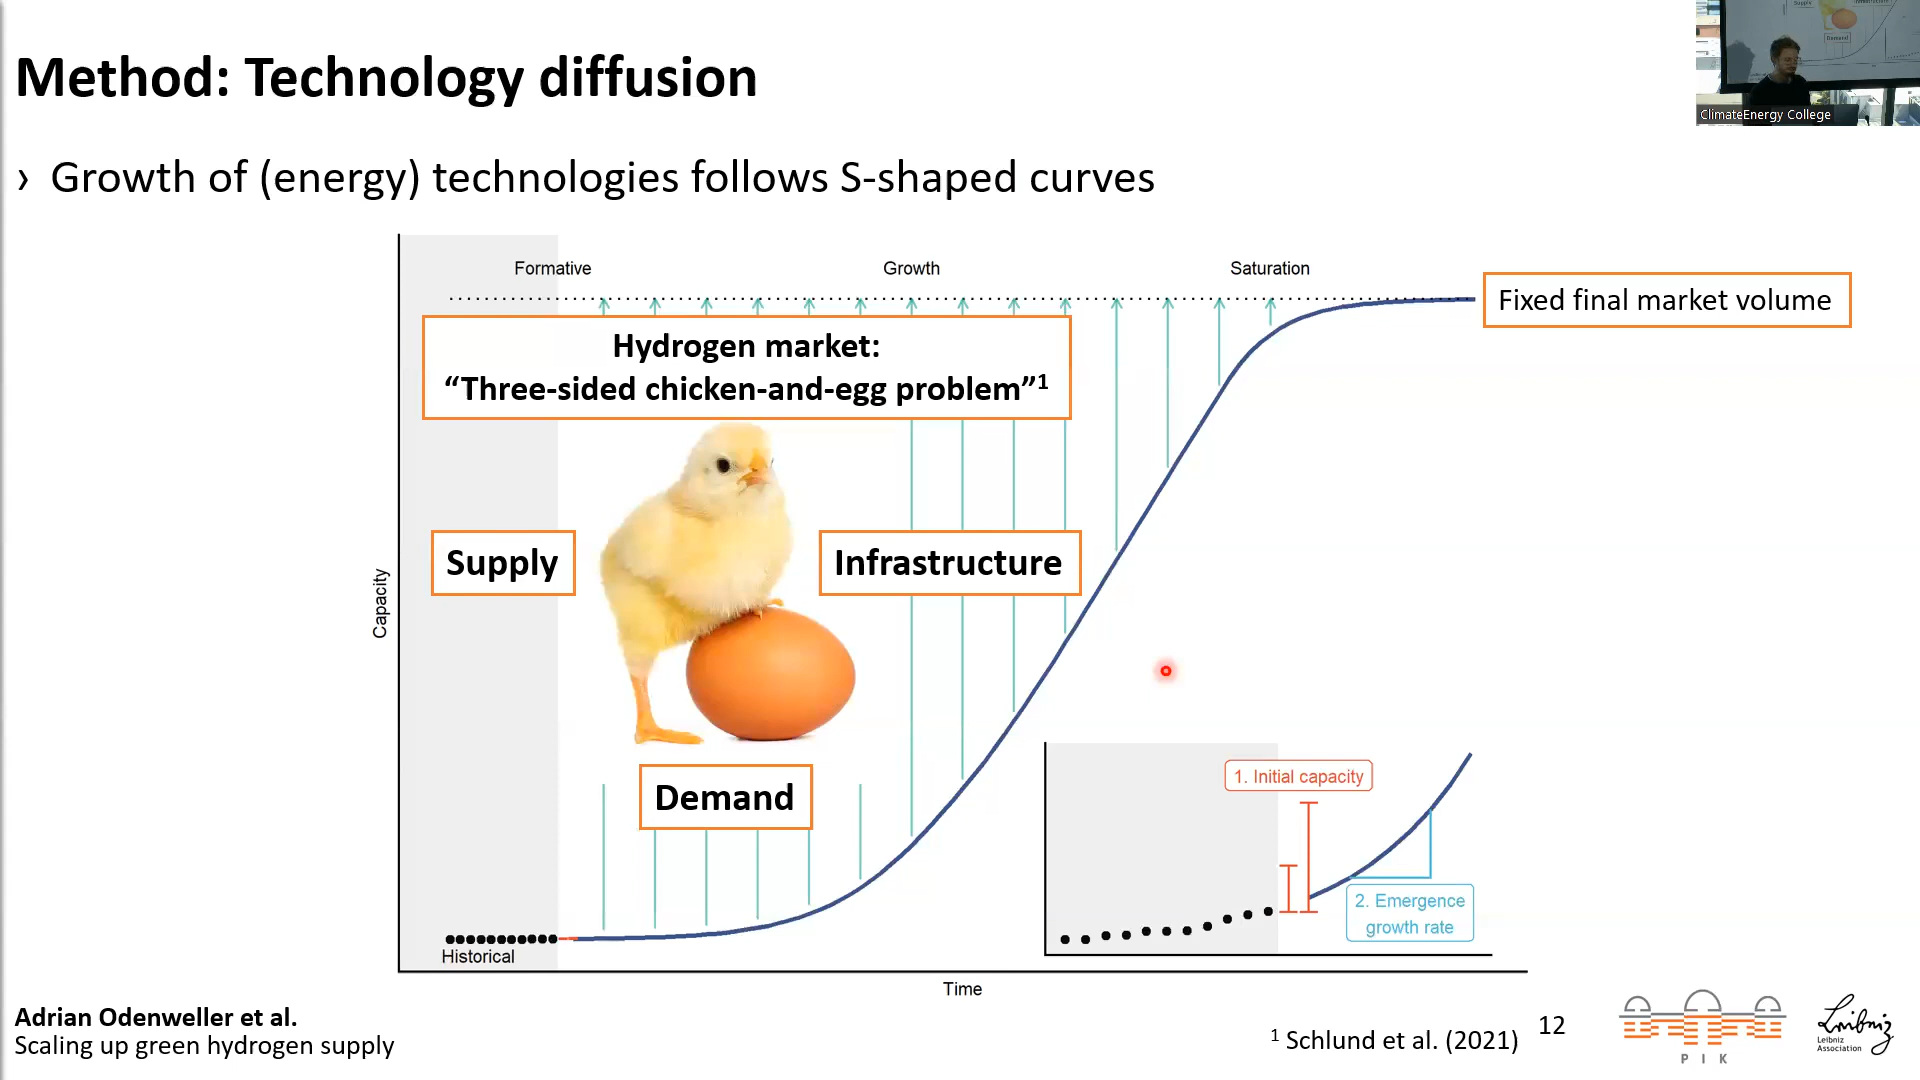 Method: Technology diffusion
ClimateEnergy College
› Growth of (energy) technologies follows S-shaped curves
Formative
Growth
Saturation
Fixed final market volume
Hydrogen market:
“Three-sided chicken-and-egg problem”¹
Supply
Infrastructure
Demand
Capacity
1. Initial capacity
2. Emergence
growth rate
Historical
Time
Adrian Odenweller et al.
Scaling up green hydrogen supply
¹ Schlund et al. (2021)
12
P I K
Leibniz
Leibniz
Association
Supply
Demand